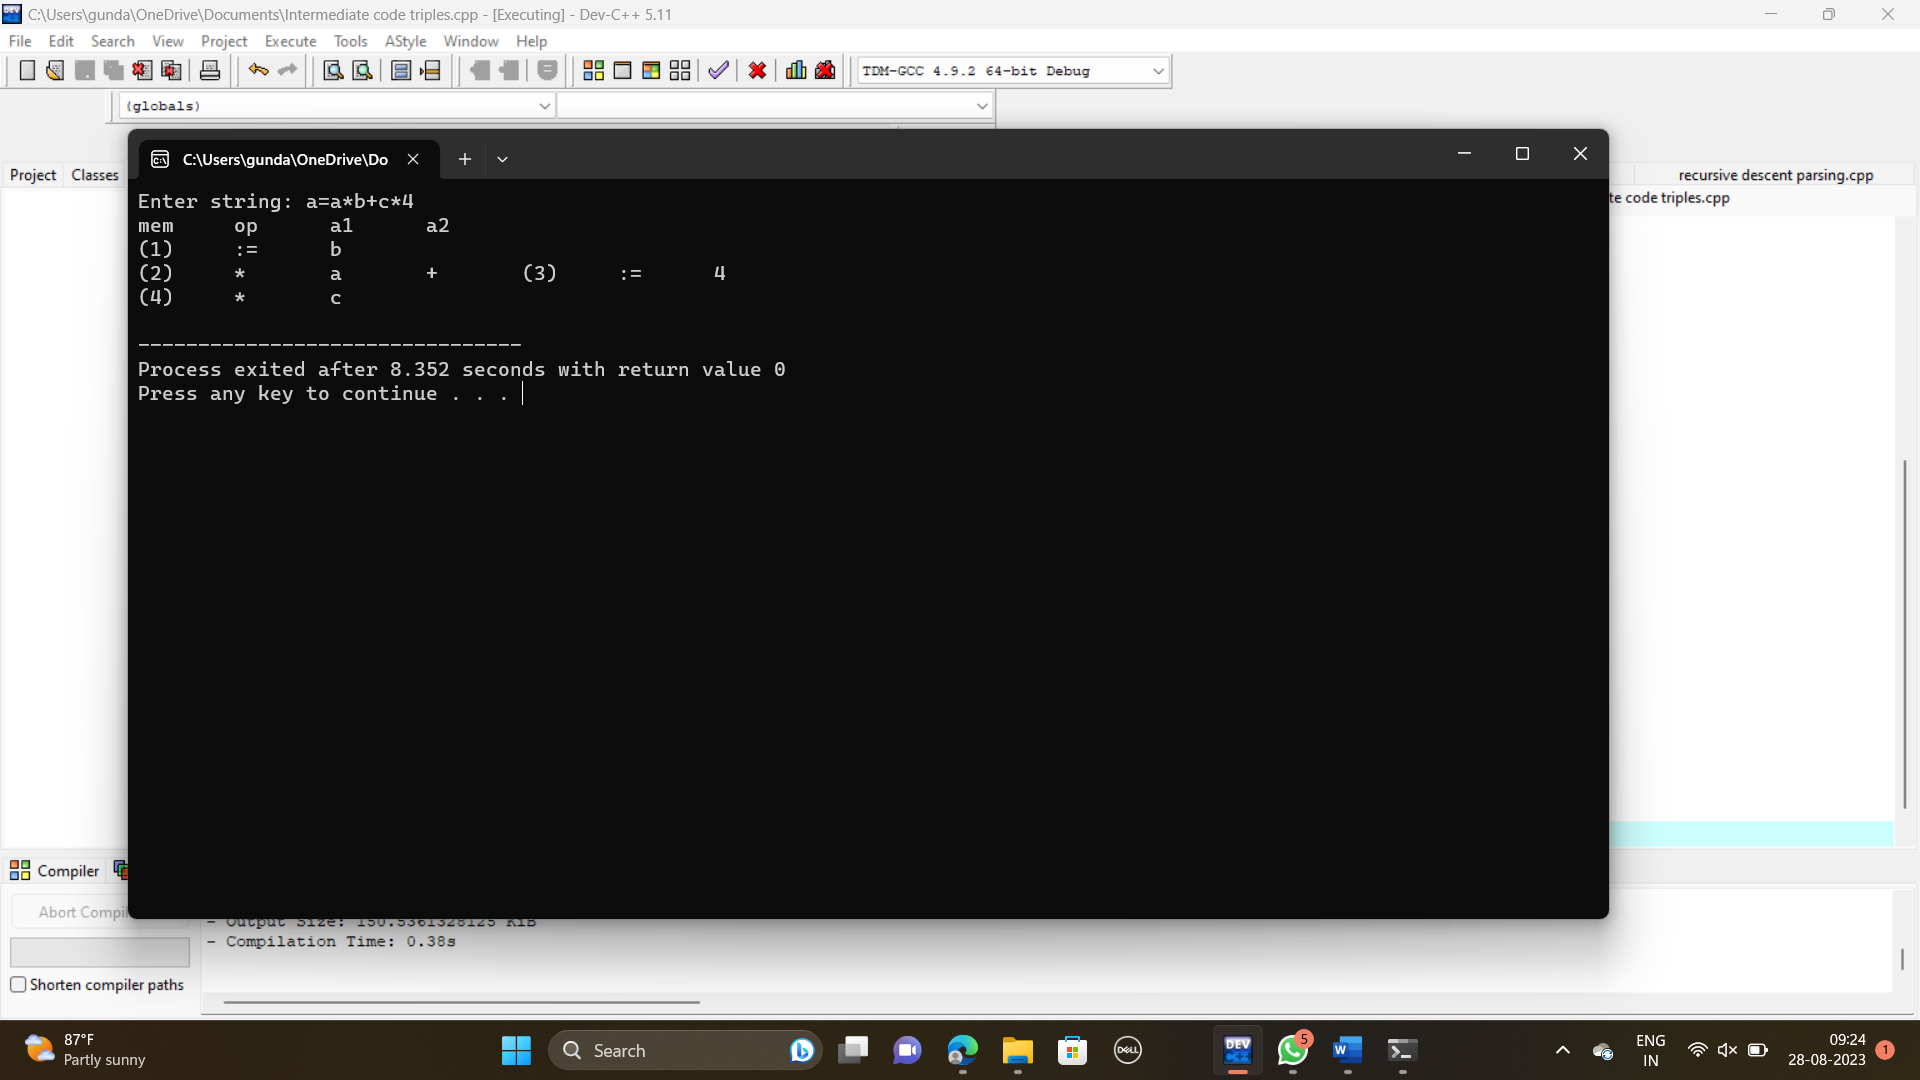 C:\Users\gunda\OneDrive\Documents\Intermediate code triples.cpp - [Executing] - Dev-C++ 5.11
File Edit Search View Project Execute Tools AStyle Window Help
TDM-GCC 4.9.2 64-bit Debug
(globals)
C:\Users\gunda\OneDrive\Do
Project Classes
recursive descent parsing.cpp
te code triples.cpp
Enter string: a=a*b+c*4
mem op a1 a2
(1) := b
(2) * a + (3) := 4
(4) * c
--------------------------------
Process exited after 8.352 seconds with return value 0
Press any key to continue . . .
Compiler
Abort Compil
- Output Size: 150.5361328125 KiB
- Compilation Time: 0.38s
Shorten compiler paths
87°F
Partly sunny
Search
DELL
DEV
C++
5
W
ENG
IN
09:24
28-08-2023
1